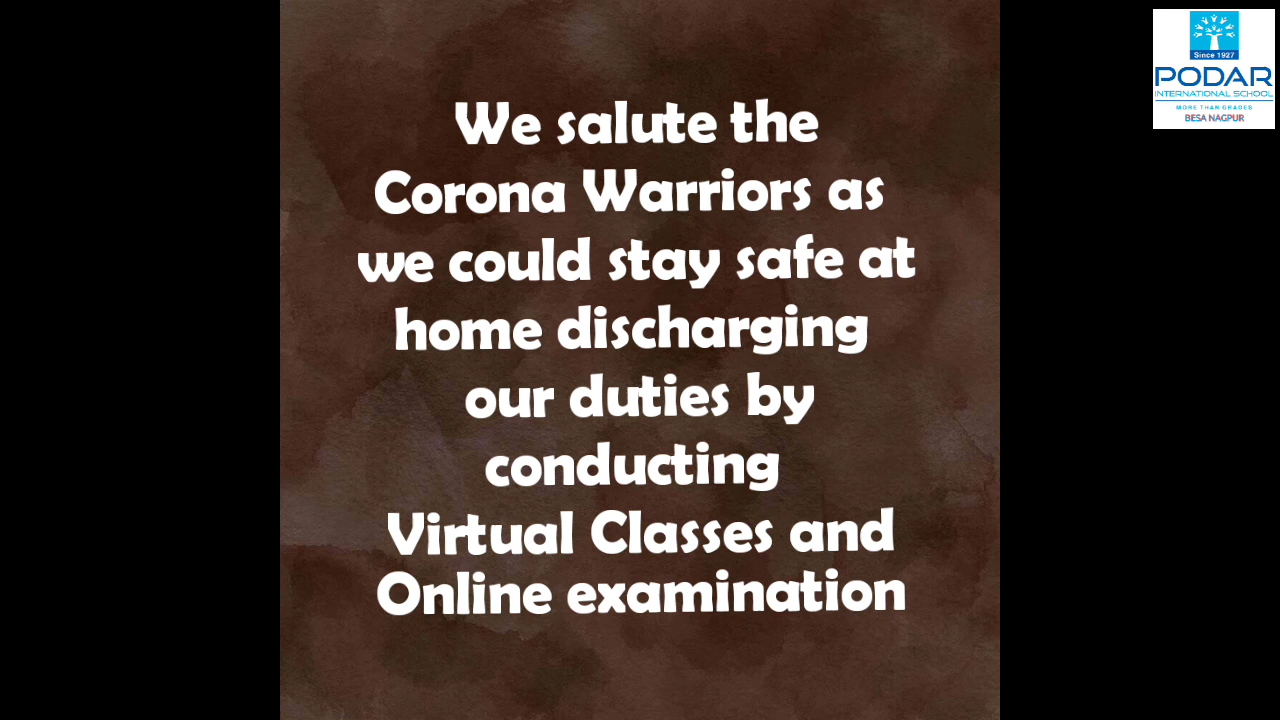 We salute the
Corona Warriors as
we could stay safe at
home discharging
our duties by
conducting
Virtual Classes and
Online examination
Since 1927
PODAR
INTERNATIONAL SCHOOL
MORE THAN GRADES
BESA NAGPUR